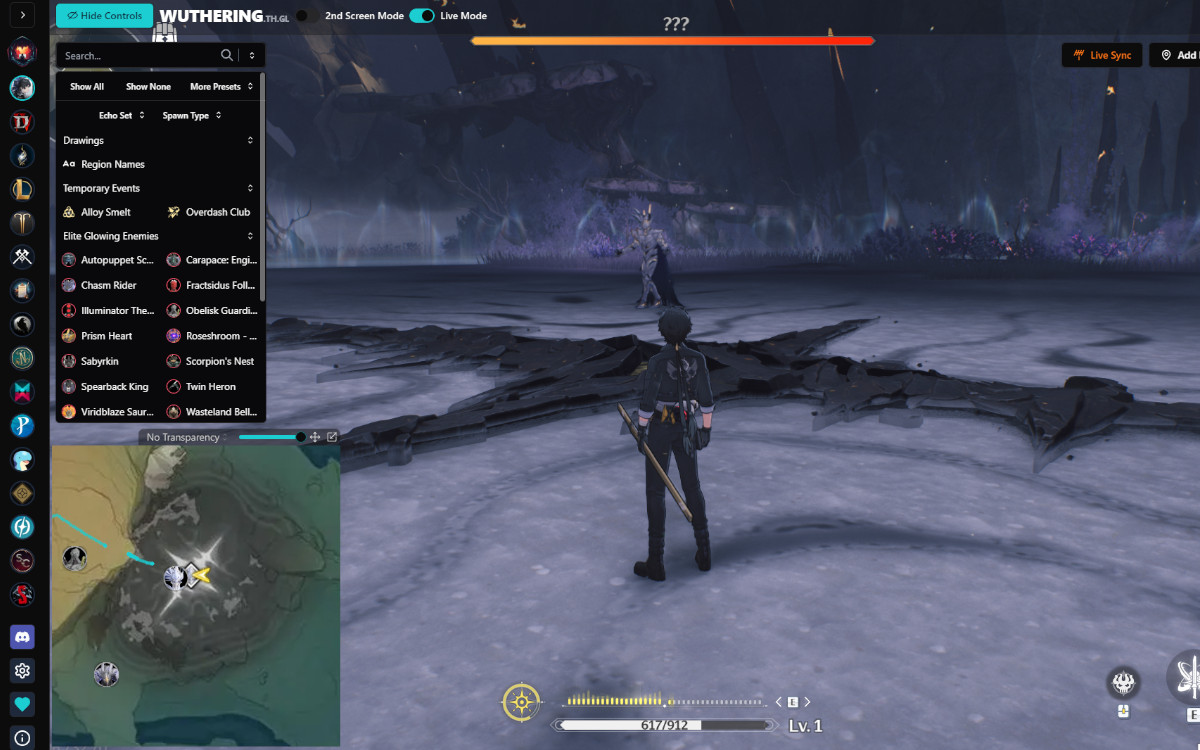 Hide Controls WUTHERING.TH.GL 2nd Screen Mode Live Mode
???
Search...
Live Sync Add
Show All Show None More Presets
Echo Set Spawn Type
Drawings
Aa Region Names
Temporary Events
Alloy Smelt Overdash Club
Elite Glowing Enemies
Autopuppet Sc... Carapace: Engi...
Chasm Rider Fractsidus Foll...
Illuminator The... Obelisk Guardi...
Prism Heart Roseshroom - ...
Sabyrkin Scorpion's Nest
Spearback King Twin Heron
Viridblaze Saur... Wasteland Bell...
No Transparency
E
617/912 Lv. 1
E